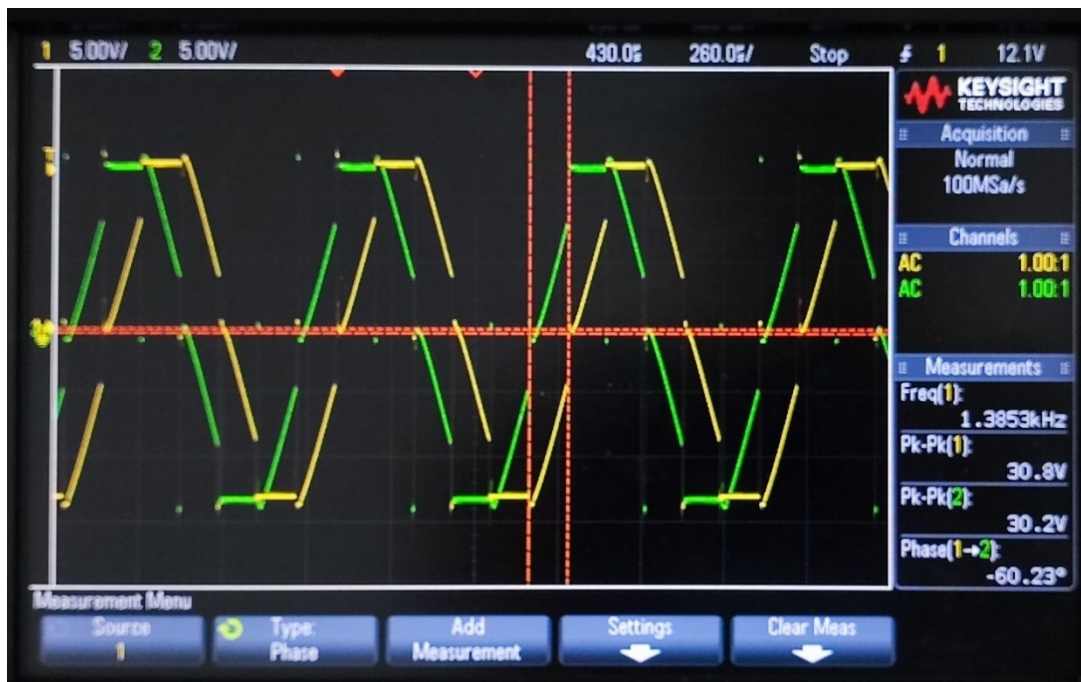 1 5.00V/ 2 5.00V/ 430.0s 260.0s/ Stop 1 12.1V
KEYSIGHT
TECHNOLOGIES
Acquisition
Normal
100MSa/s
Channels
AC 1.00:1
AC 1.00:1
Measurements
Freq(1):
1.3853kHz
Pk-Pk(1):
30.8V
Pk-Pk(2):
30.2V
Phase(1→2):
-60.23°
Measurement Menu
Source
1
Type:
Phase
Add
Measurement
Settings
Clear Meas